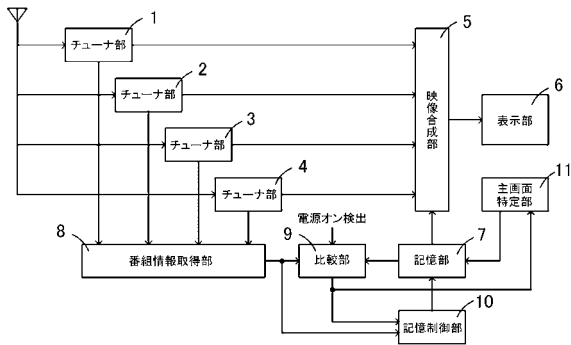 1
チューナ部
2
チューナ部
3
チューナ部
4
チューナ部
5
映像合成部
6
表示部
11
主画面
特定部
電源オン検出
8
番組情報取得部
9
比較部
7
記憶部
10
記憶制御部